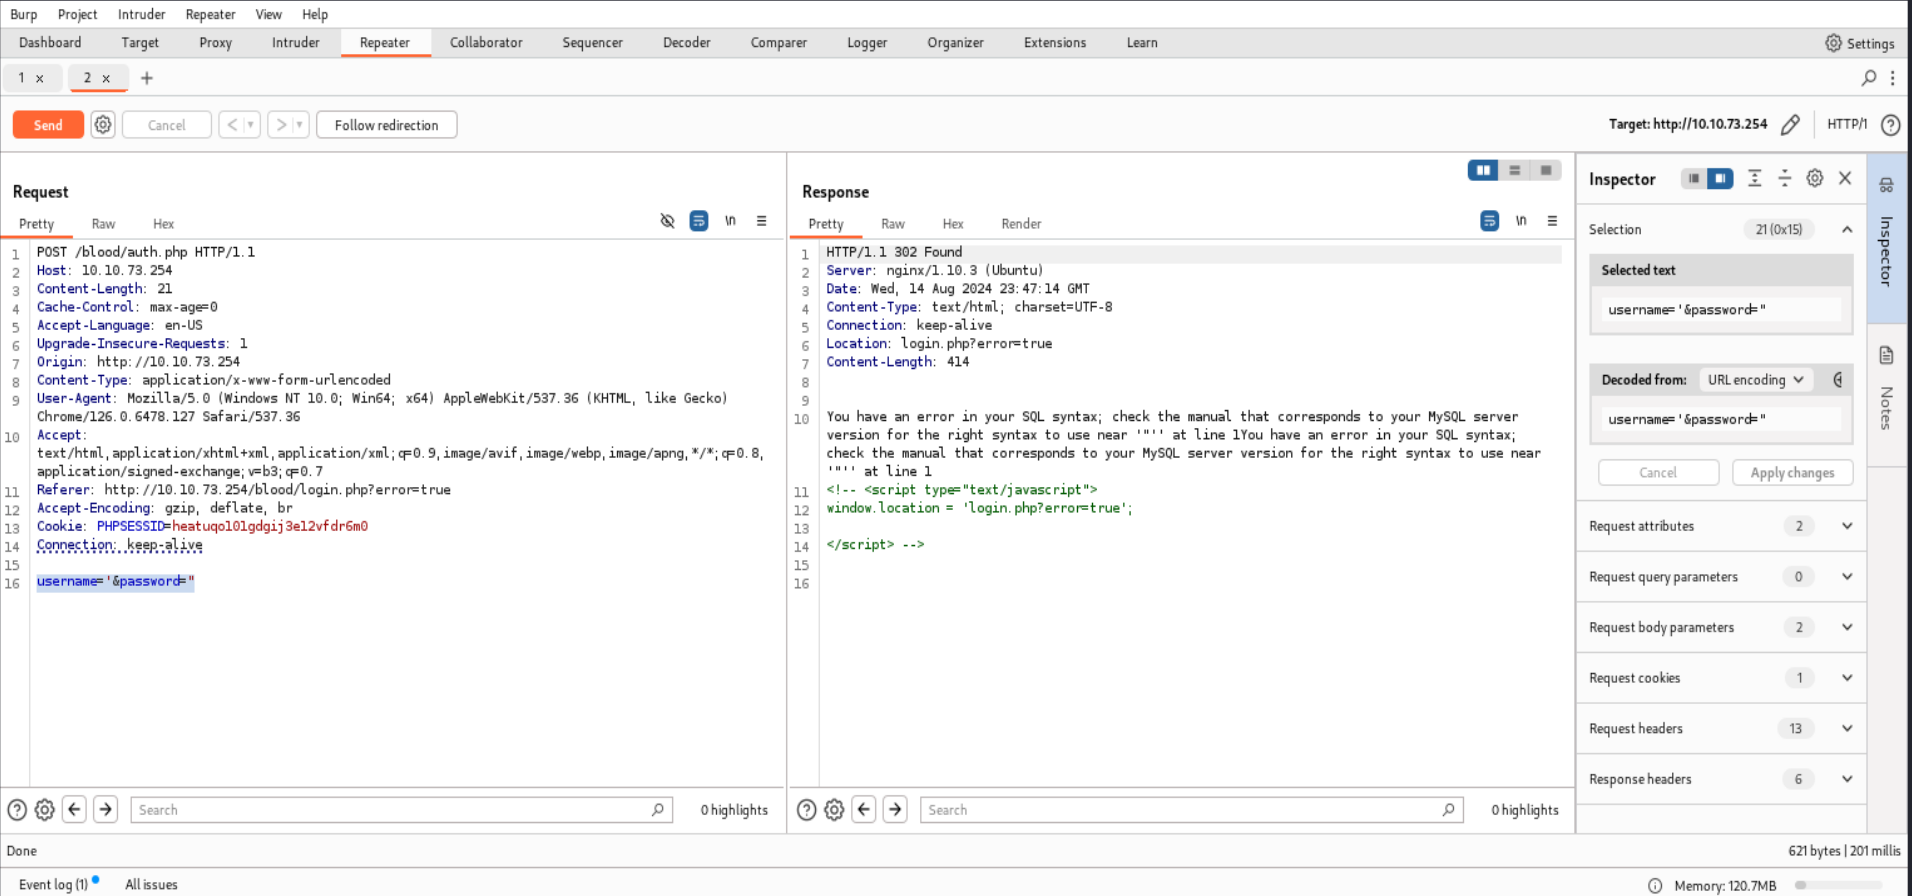 Burp Project Intruder Repeater View Help
Dashboard Target Proxy Intruder Repeater Collaborator Sequencer Decoder Comparer Logger Organizer Extensions Learn Settings
1 × 2 × +
Send Cancel < > Follow redirection Target: http://10.10.73.254 HTTP/1
Request
Pretty Raw Hex \n
1 POST /blood/auth.php HTTP/1.1
2 Host: 10.10.73.254
3 Content-Length: 21
4 Cache-Control: max-age=0
5 Accept-Language: en-US
6 Upgrade-Insecure-Requests: 1
7 Origin: http://10.10.73.254
8 Content-Type: application/x-www-form-urlencoded
9 User-Agent: Mozilla/5.0 (Windows NT 10.0; Win64; x64) AppleWebKit/537.36 (KHTML, like Gecko)
Chrome/126.0.6478.127 Safari/537.36
10 Accept:
text/html,application/xhtml+xml,application/xml;q=0.9,image/avif,image/webp,image/apng,*/*;q=0.8,
application/signed-exchange;v=b3;q=0.7
11 Referer: http://10.10.73.254/blood/login.php?error=true
12 Accept-Encoding: gzip, deflate, br
13 Cookie: PHPSESSID=heatuqo101gdgij3e12vfdr6m0
14 Connection: keep-alive
15
16 username='&password="
Search 0 highlights
Response
Pretty Raw Hex Render \n
1 HTTP/1.1 302 Found
2 Server: nginx/1.10.3 (Ubuntu)
3 Date: Wed, 14 Aug 2024 23:47:14 GMT
4 Content-Type: text/html; charset=UTF-8
5 Connection: keep-alive
6 Location: login.php?error=true
7 Content-Length: 414
8
9
10 You have an error in your SQL syntax; check the manual that corresponds to your MySQL server
version for the right syntax to use near '"'' at line 1You have an error in your SQL syntax;
check the manual that corresponds to your MySQL server version for the right syntax to use near
'"'' at line 1
11 <!-- <script type="text/javascript">
12 window.location = 'login.php?error=true';
13
14 </script> -->
15
16
Search 0 highlights
Inspector
Selection 21 (0x15)
Selected text
username='&password="
Decoded from: URL encoding
username='&password="
Cancel Apply changes
Request attributes 2
Request query parameters 0
Request body parameters 2
Request cookies 1
Request headers 13
Response headers 6
Inspector
Notes
Done 621 bytes | 201 millis
Event log (1) All issues Memory: 120.7MB